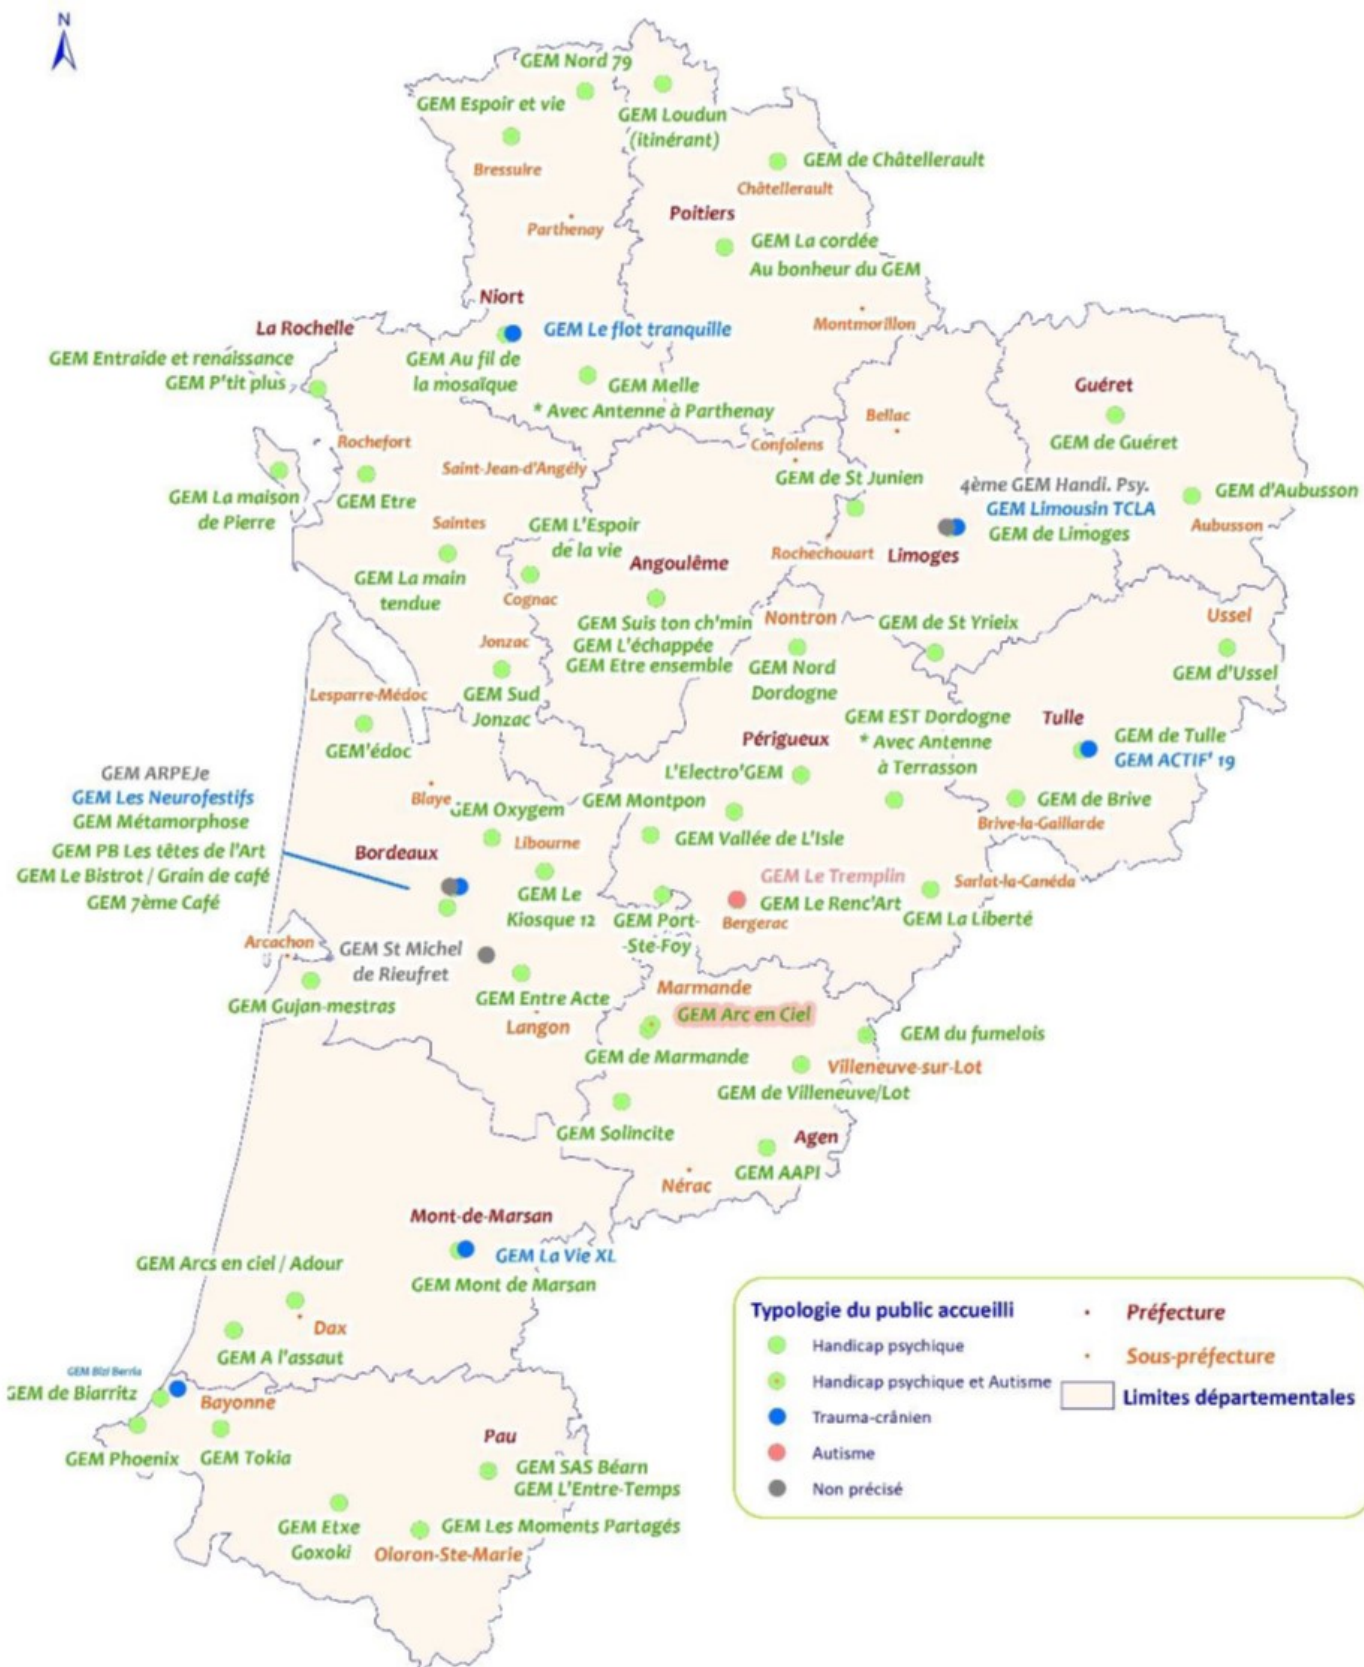 N
GEM Nord 79
GEM Espoir et vie
GEM Loudun
(itinérant)
Bressuire
GEM de Châtellerault
Châtellerault
Parthenay
Poitiers
GEM La cordée
Au bonheur du GEM
Niort
Montmorillon
La Rochelle
GEM Le flot tranquille
GEM Entraide et renaissance
GEM P'tit plus
GEM Au fil de
la mosaïque
GEM Melle
* Avec Antenne à Parthenay
Guéret
GEM de Guéret
Bellac
Rochefort
Saint-Jean-d'Angély
Confolens
GEM de St Junien
GEM La maison
de Pierre
GEM Etre
4ème GEM Handi. Psy.
GEM Limousin TCLA
GEM de Limoges
GEM d'Aubusson
Aubusson
Saintes
GEM L'Espoir
de la vie
Angoulême
Rochechouart
Limoges
GEM La main
tendue
Cognac
GEM Suis ton ch'min
GEM L'échappée
GEM Etre ensemble
Nontron
GEM de St Yrieix
Ussel
GEM d'Ussel
Jonzac
GEM Sud
Jonzac
GEM Nord
Dordogne
Lesparre-Médoc
GEM'édoc
GEM EST Dordogne
* Avec Antenne
à Terrasson
Tulle
GEM de Tulle
GEM ACTIF' 19
Périgueux
L'Electro'GEM
GEM ARPEJe
GEM Les Neurofestifs
GEM Métamorphose
GEM PB Les têtes de l'Art
GEM Le Bistrot / Grain de café
GEM 7ème Café
Blaye
GEM Oxygem
GEM Montpon
GEM Vallée de L'Isle
GEM de Brive
Brive-la-Gaillarde
Bordeaux
Libourne
GEM Le
Kiosque 12
GEM Port-
-Ste-Foy
GEM Le Tremplin
GEM Le Renc'Art
Bergerac
Sarlat-la-Canéda
GEM La Liberté
Arcachon
GEM St Michel
de Rieufret
GEM Gujan-mestras
GEM Entre Acte
Langon
Marmande
GEM Arc en Ciel
GEM de Marmande
GEM du fumelois
Villeneuve-sur-Lot
GEM de Villeneuve/Lot
GEM Solincite
Agen
GEM AAPI
Nérac
Mont-de-Marsan
GEM La Vie XL
GEM Mont de Marsan
GEM Arcs en ciel / Adour
Dax
GEM A l'assaut
GEM Bizi Berria
GEM de Biarritz
Bayonne
GEM Phoenix
GEM Tokia
Pau
GEM SAS Béarn
GEM L'Entre-Temps
GEM Etxe
Goxoki
GEM Les Moments Partagés
Oloron-Ste-Marie
Typologie du public accueilli
Handicap psychique
Handicap psychique et Autisme
Trauma-crânien
Autisme
Non précisé
Préfecture
Sous-préfecture
Limites départementales